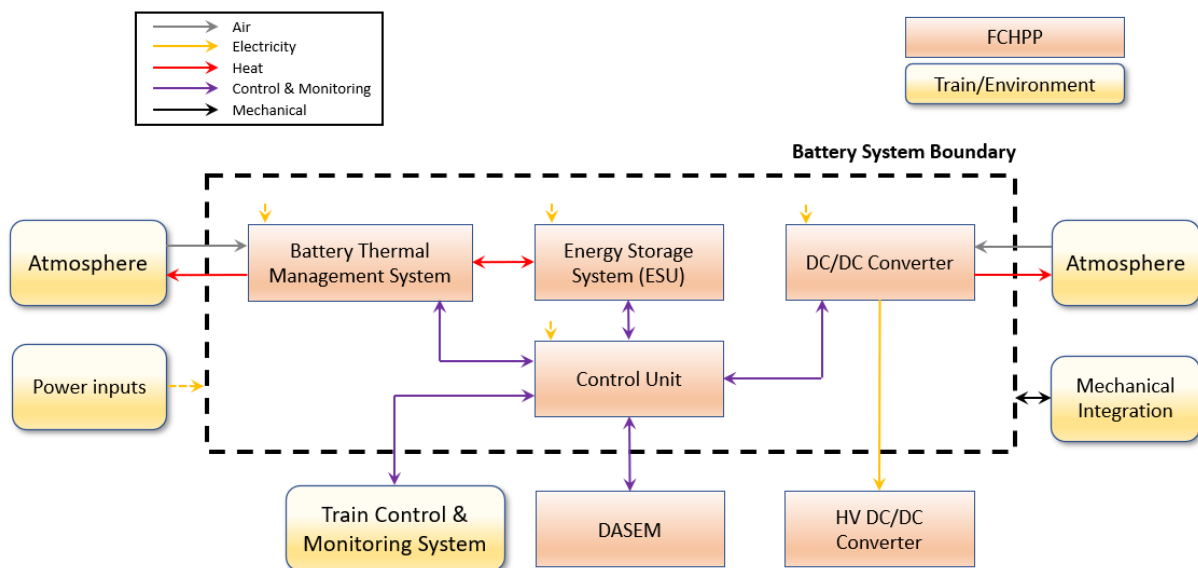 Air
Electricity
Heat
Control & Monitoring
Mechanical
FCHPP
Train/Environment
Battery System Boundary
Atmosphere
Battery Thermal
Management System
Energy Storage
System (ESU)
DC/DC Converter
Atmosphere
Power inputs
Control Unit
Mechanical
Integration
Train Control &
Monitoring System
DASEM
HV DC/DC
Converter